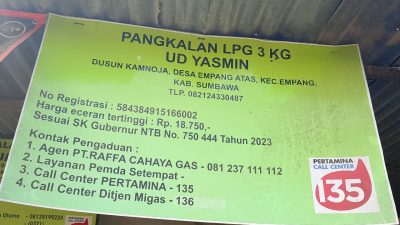 PANGKALAN LPG 3 KG
UD YASMIN
DUSUN KAMNOJA, DESA EMPANG ATAS, KEC.EMPANG,
KAB. SUMBAWA
TLP. 082124330487
No Registrasi : 584384915166002
Harga eceran tertinggi : Rp. 18.750,-
Sesuai SK Gubernur NTB No. 750 444 Tahun 2023
Kontak Pengaduan :
1. Agen PT.RAFFA CAHAYA GAS - 081 237 111 112
2. Layanan Pemda Setempat -
3. Call Center PERTAMINA - 135
4. Call Center Ditjen Migas - 136
PERTAMINA
CALL CENTER
135
Utama - 08129199224